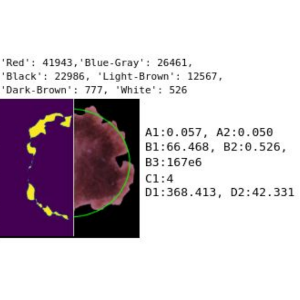 'Red': 41943,'Blue-Gray': 26461,
'Black': 22986, 'Light-Brown': 12567,
'Dark-Brown': 777, 'White': 526
A1:0.057, A2:0.050
B1:66.468, B2:0.526,
B3:167e6
C1:4
D1:368.413, D2:42.331